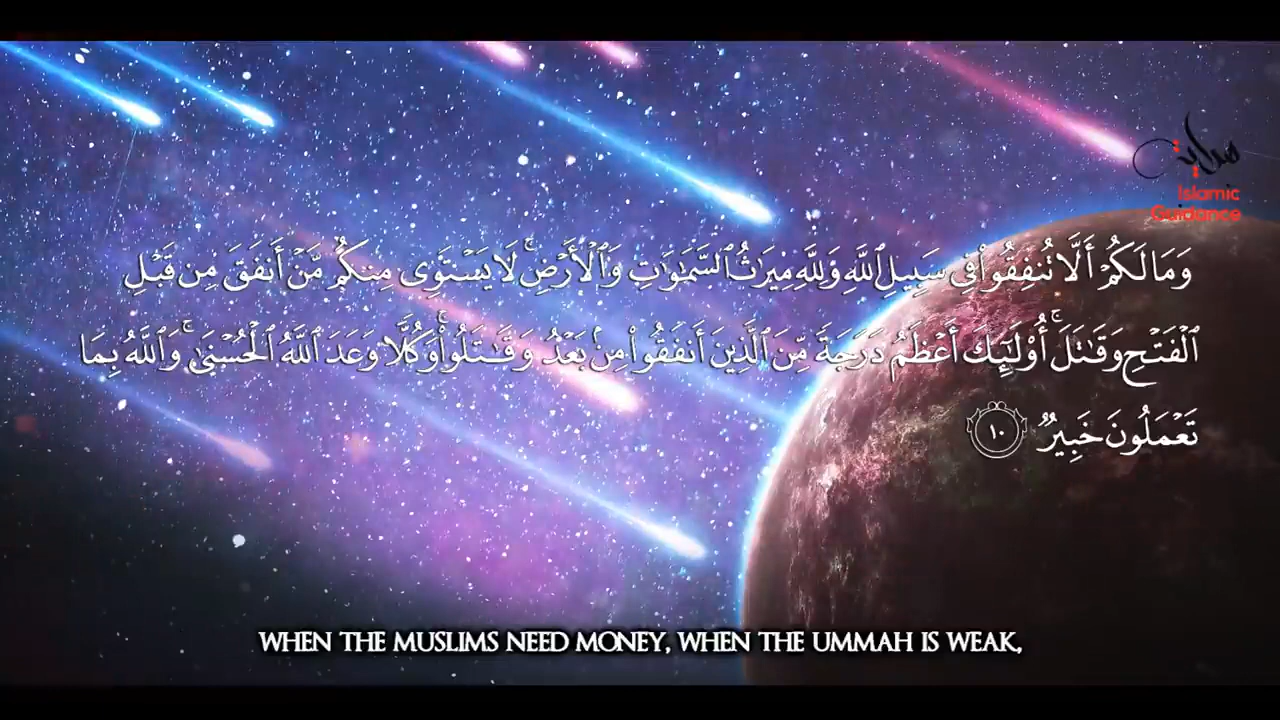 هداية
Islamic
Guidance
وَمَا لَكُمْ أَلَّا تُنفِقُوا۟ فِى سَبِيلِ ٱللَّهِ وَلِلَّهِ مِيرَٰثُ ٱلسَّمَٰوَٰتِ وَٱلْأَرْضِ ۚ لَا يَسْتَوِى مِنكُم مَّنْ أَنفَقَ مِن قَبْلِ
ٱلْفَتْحِ وَقَٰتَلَ ۚ أُو۟لَٰٓئِكَ أَعْظَمُ دَرَجَةً مِّنَ ٱلَّذِينَ أَنفَقُوا۟ مِنۢ بَعْدُ وَقَٰتَلُوا۟ ۚ وَكُلًّا وَعَدَ ٱللَّهُ ٱلْحُسْنَىٰ ۚ وَٱللَّهُ بِمَا
تَعْمَلُونَ خَبِيرٌ ١٠
WHEN THE MUSLIMS NEED MONEY, WHEN THE UMMAH IS WEAK,